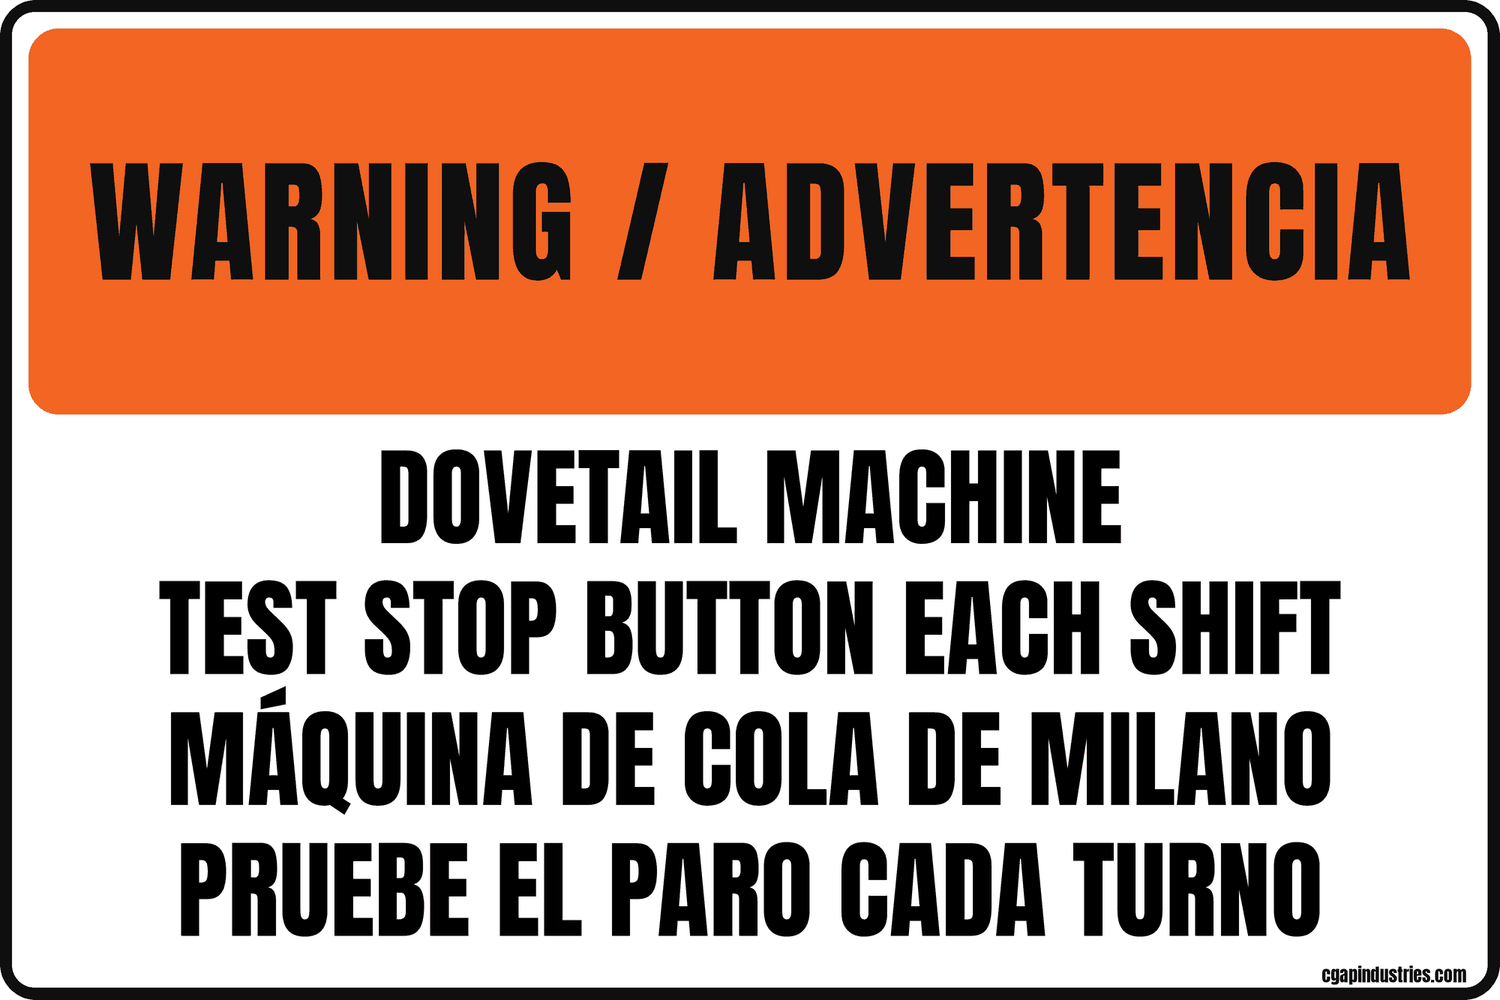 WARNING / ADVERTENCIA
DOVETAIL MACHINE
TEST STOP BUTTON EACH SHIFT
MÁQUINA DE COLA DE MILANO
PRUEBE EL PARO CADA TURNO
cgapindustries.com